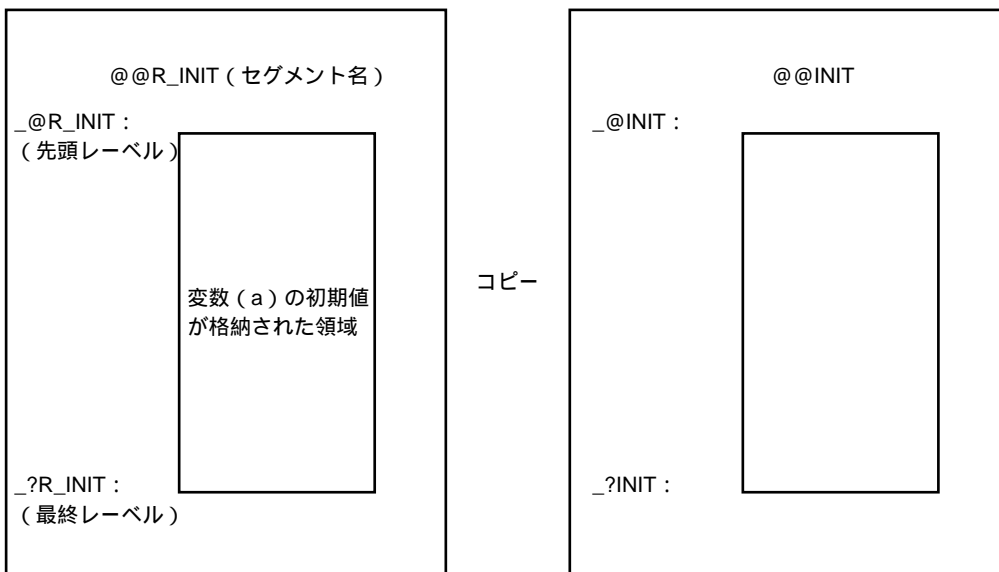 @@R_INIT(セグメント名)
_@R_INIT:
(先頭レーベル)
変数(a)の初期値
が格納された領域
_?R_INIT:
(最終レーベル)
コピー
@@INIT
_@INIT:
_?INIT: